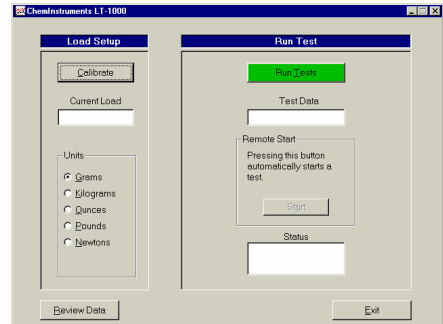 ChemInstruments LT-1000
Load Setup
Calibrate
Current Load
Units
Grams
Kilograms
Ounces
Pounds
Newtons
Run Test
Run Tests
Test Data
Remote Start
Pressing this button
automatically starts a
test.
Start
Status
Review Data
Exit